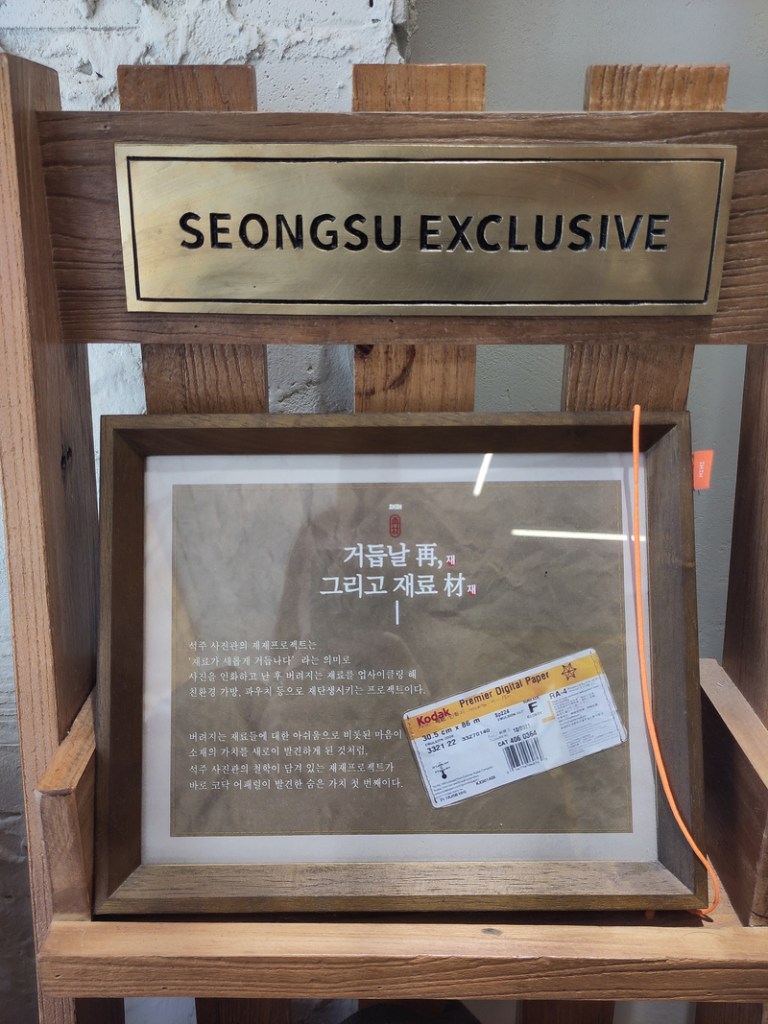 SEONGSU EXCLUSIVE
거듭날 再, 재
그리고 재료 材 재
석주 사진관의 재재프로젝트는
"재료가 새롭게 거듭나다" 라는 의미로
사진을 인화하고 난 후 버려지는 재료를 업사이클링 해
친환경 가방, 파우치 등으로 재탄생시키는 프로젝트이다.
버려지는 재료들에 대한 아쉬움으로 비롯된 마음이
소재의 가치를 새로이 발견하게 된 것처럼,
석주 사진관의 철학이 담겨 있는 재재프로젝트가
바로 코닥 어패럴이 발견한 숨은 가치 첫 번째이다.
Kodak Premier Digital Paper
30.5 cm x 86 m
F
RA-4
3321 22 33270140
CAT 406 0364